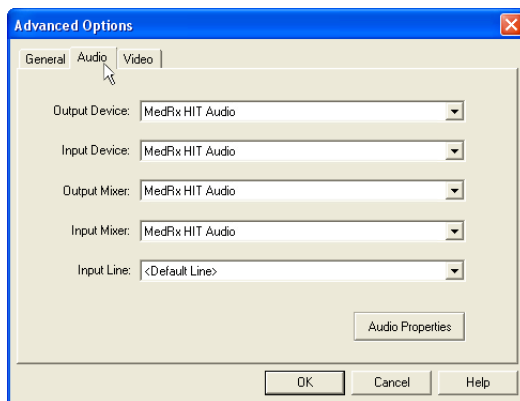 Advanced Options
General Audio Video
Output Device: MedRx HIT Audio
Input Device: MedRx HIT Audio
Output Mixer: MedRx HIT Audio
Input Mixer: MedRx HIT Audio
Input Line: <Default Line>
Audio Properties
OK Cancel Help